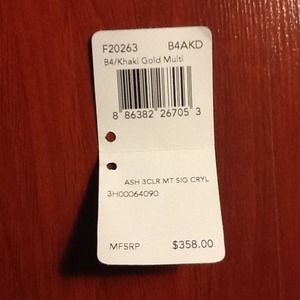 F20263 B4AKD
B4/Khaki Gold Multi
8 86382 26705 3
ASH 3CLR MT SIG CRYL
3H00064090
MFSRP $358.00